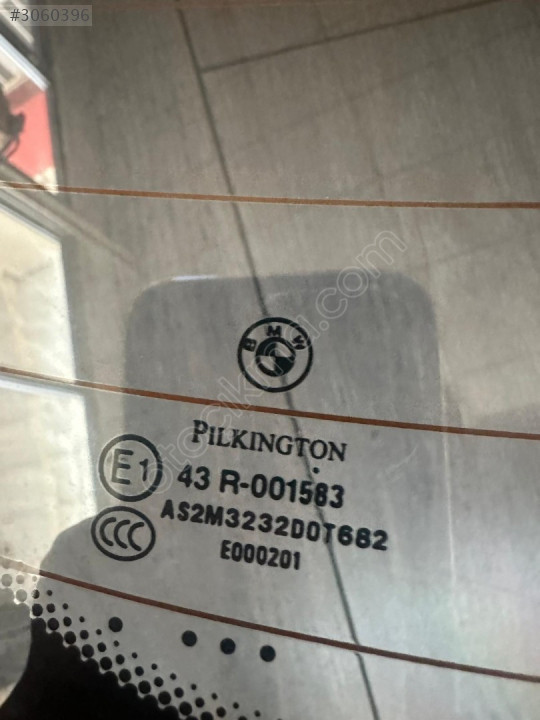 #3060396
BMW
PILKINGTON
E1 43 R-001583
CCC AS2M3232D0T682
E000201